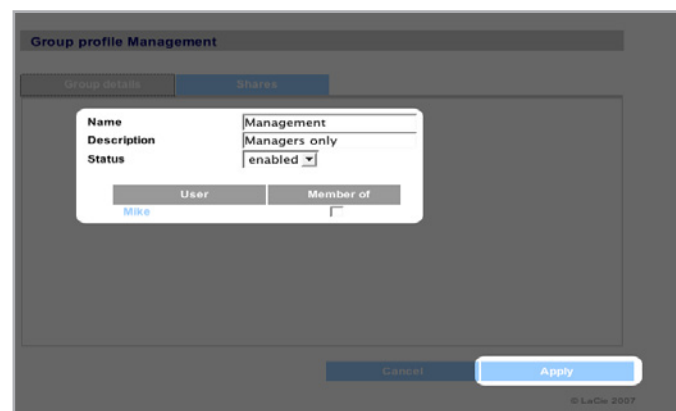 Group profile Management
Group details Shares
Name Management
Description Managers only
Status enabled
User Member of
Mike
Cancel Apply
© LaCie 2007